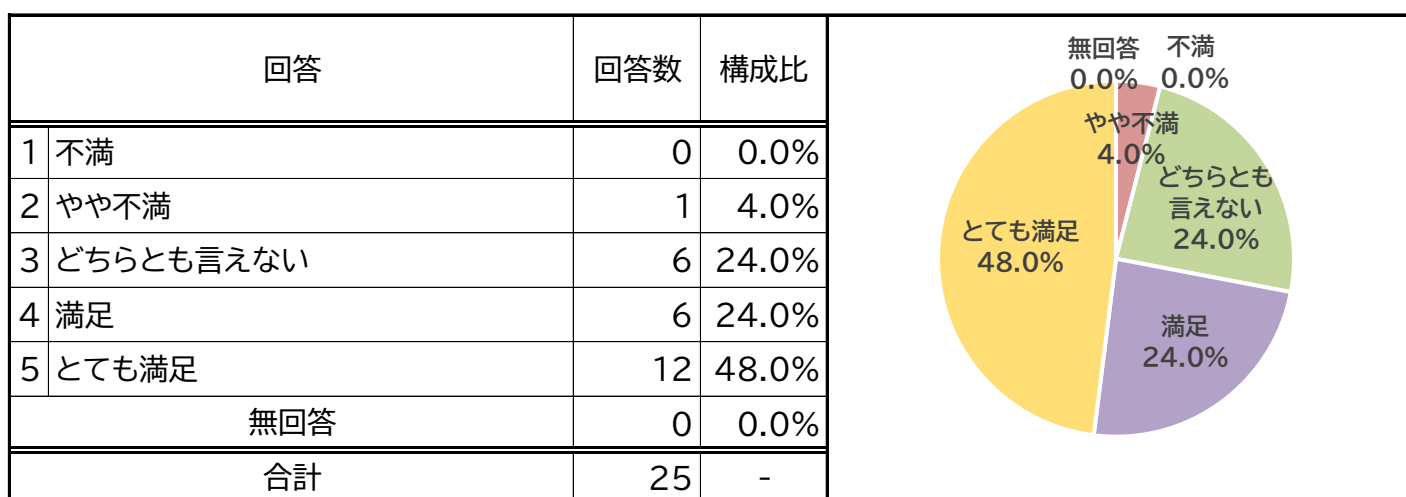 回答 回答数 構成比
1 不満 0 0.0%
2 やや不満 1 4.0%
3 どちらとも言えない 6 24.0%
4 満足 6 24.0%
5 とても満足 12 48.0%
無回答 0 0.0%
合計 25 -
無回答
0.0%
不満
0.0%
やや不満
4.0%
どちらとも
言えない
24.0%
満足
24.0%
とても満足
48.0%